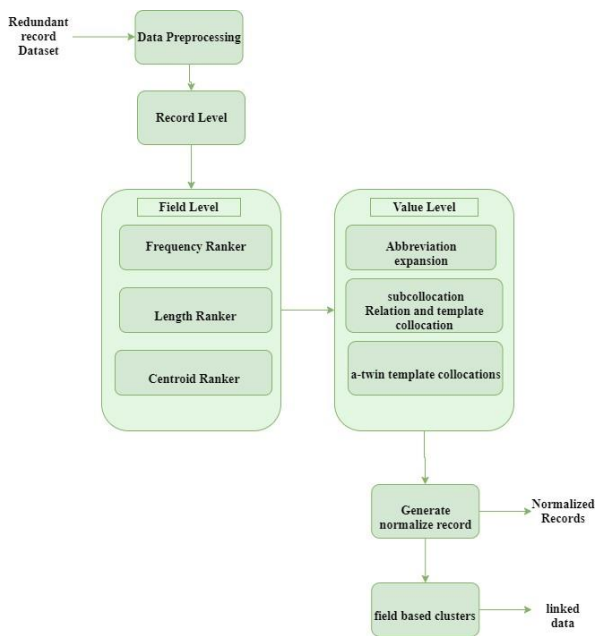 Redundant
record
Dataset
Data Preprocessing
Record Level
Field Level
Frequency Ranker
Length Ranker
Centroid Ranker
Value Level
Abbreviation
expansion
subcollocation
Relation and template
collocation
a-twin template collocations
Generate
normalize record
Normalized
Records
field based clusters
linked
data